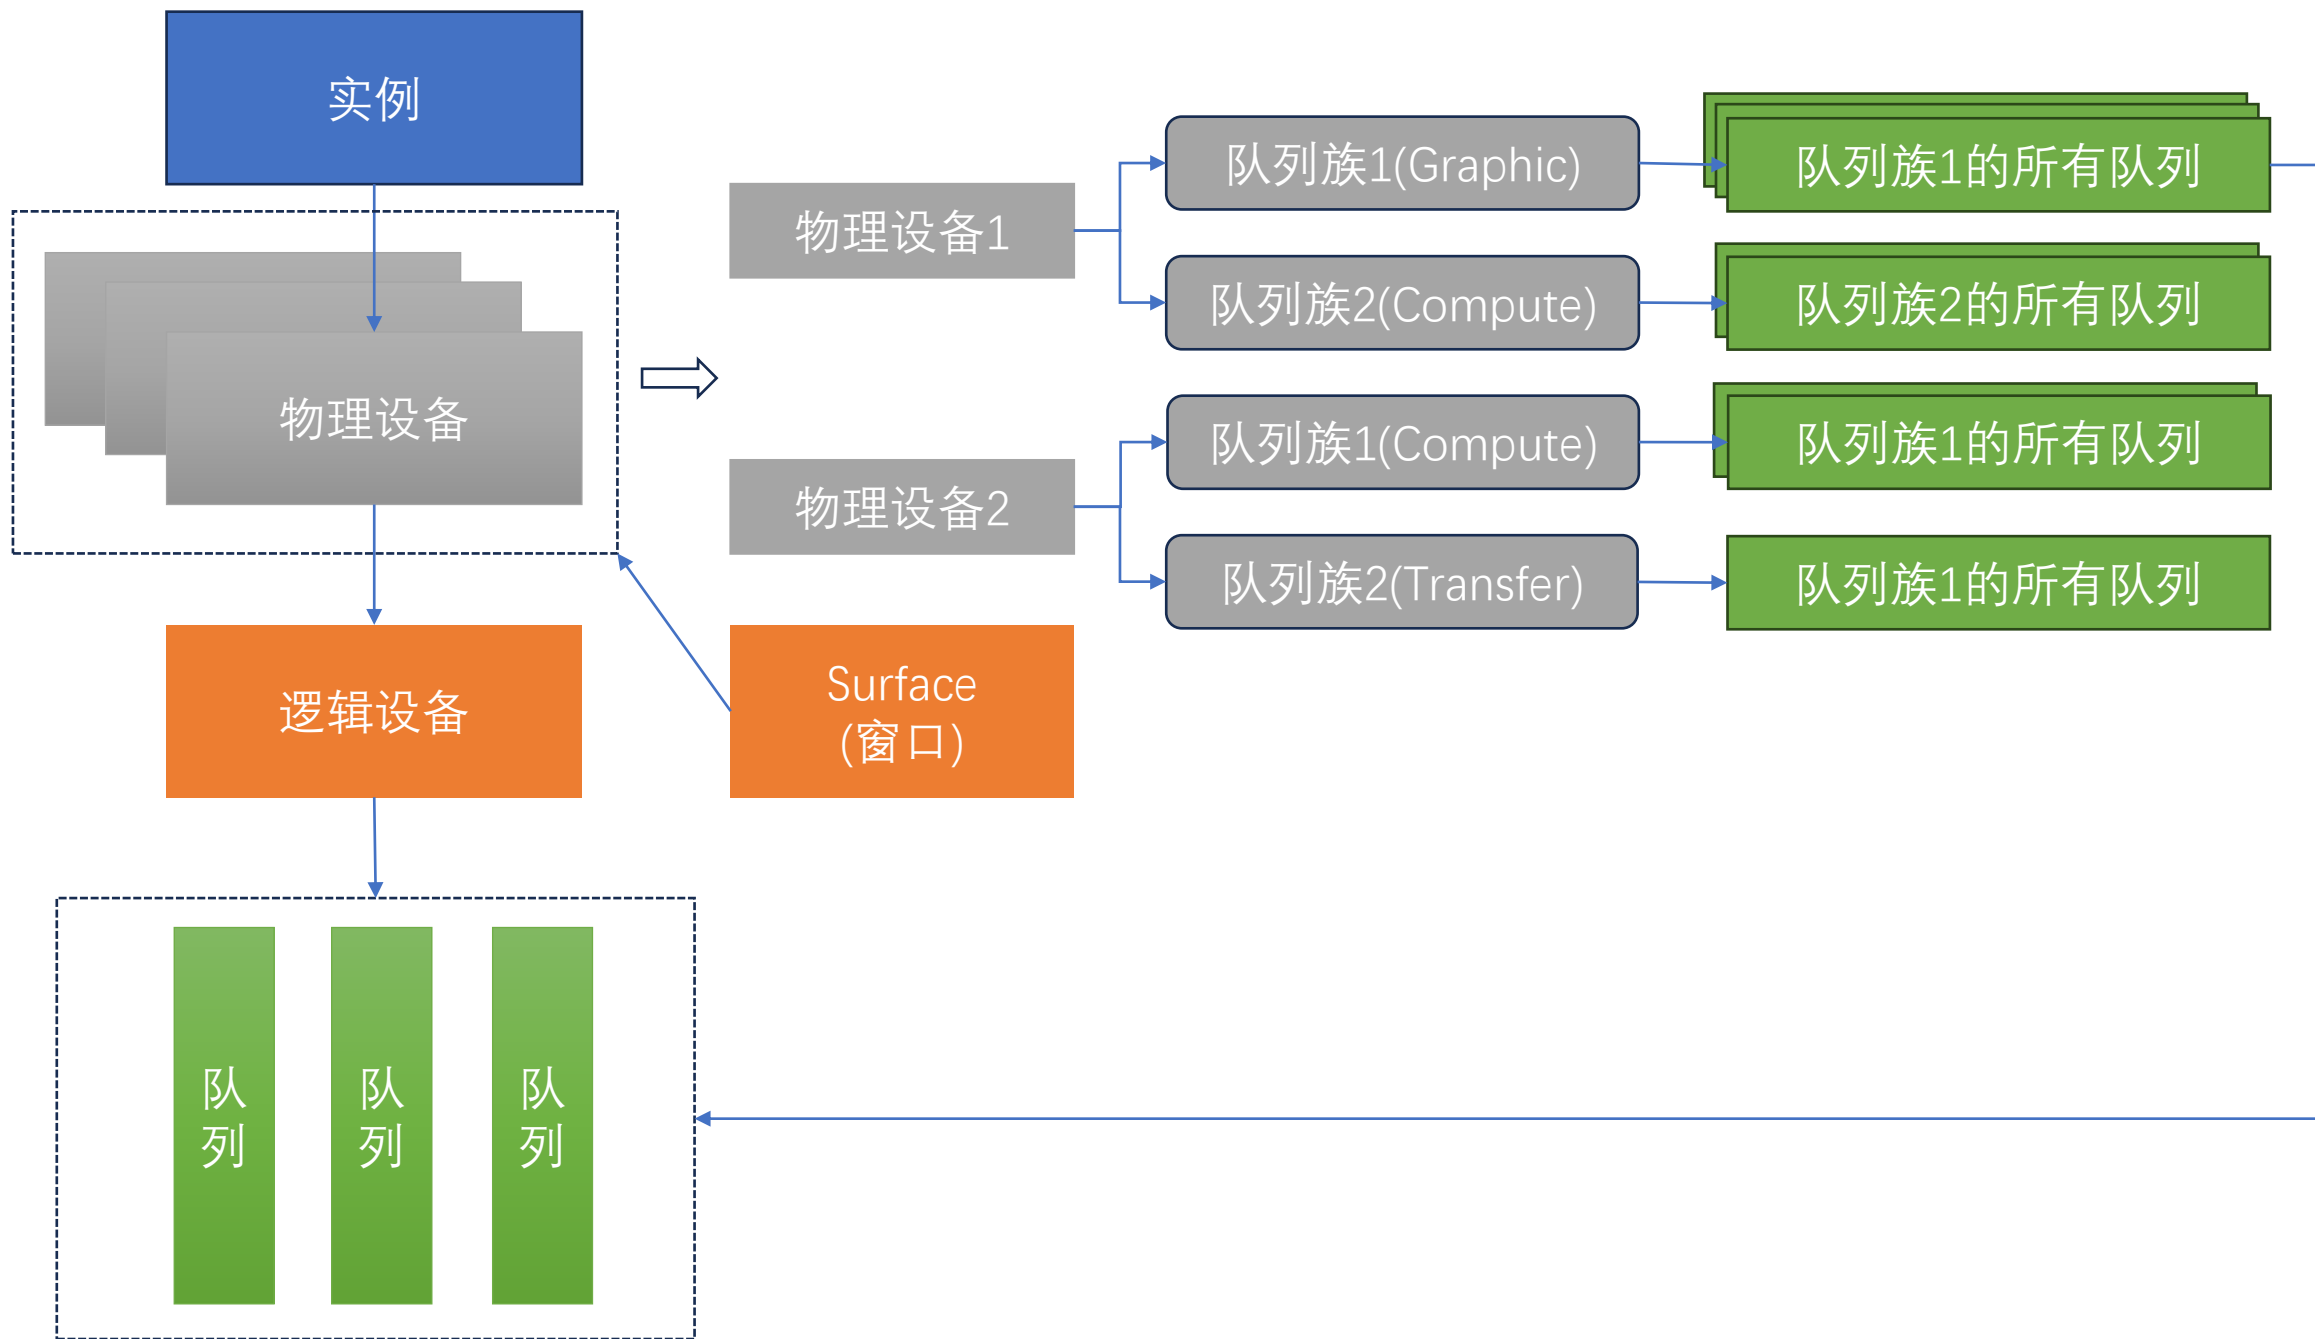 实例
物理设备
逻辑设备
Surface
(窗口)
队
列
队
列
队
列
物理设备1
物理设备2
队列族1(Graphic)
队列族2(Compute)
队列族1(Compute)
队列族2(Transfer)
队列族1的所有队列
队列族2的所有队列
队列族1的所有队列
队列族1的所有队列